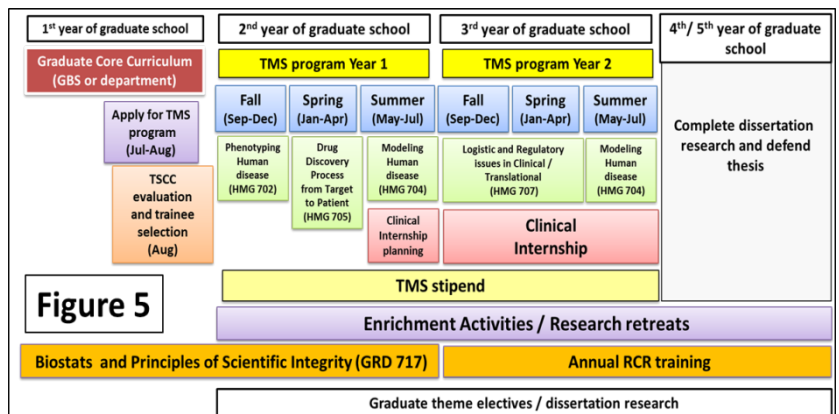 1st year of graduate school
2nd year of graduate school
3rd year of graduate school
4th/ 5th year of graduate
school
Graduate Core Curriculum
(GBS or department)
TMS program Year 1
TMS program Year 2
Apply for TMS
program
(Jul-Aug)
Fall
(Sep-Dec)
Spring
(Jan-Apr)
Summer
(May-Jul)
Fall
(Sep-Dec)
Spring
(Jan-Apr)
Summer
(May-Jul)
Complete dissertation
research and defend
thesis
TSCC
evaluation
and trainee
selection
(Aug)
Phenotyping
Human
disease
(HMG 702)
Drug
Discovery
Process
from Target
to Patient
(HMG 705)
Modeling
Human
disease
(HMG 704)
Logistic and Regulatory
issues in Clinical /
Translational
(HMG 707)
Modeling
Human
disease
(HMG 704)
Clinical
Internship
planning
Clinical
Internship
Figure 5
TMS stipend
Enrichment Activities / Research retreats
Biostats and Principles of Scientific Integrity (GRD 717)
Annual RCR training
Graduate theme electives / dissertation research